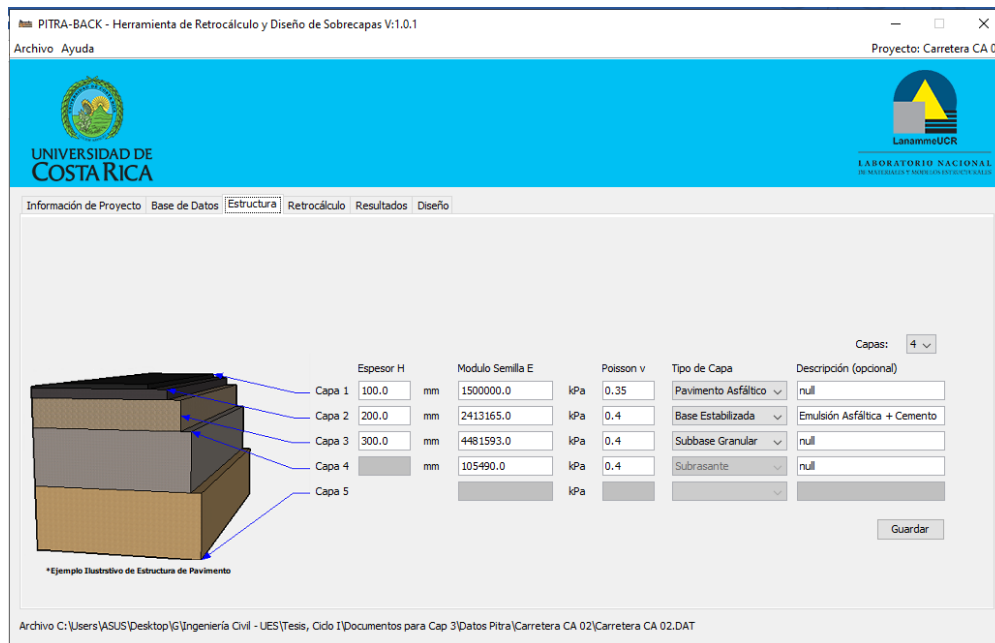 PITRA-BACK - Herramienta de Retrocálculo y Diseño de Sobrecapas V:1.0.1
Archivo Ayuda Proyecto: Carretera CA 0
UNIVERSIDAD DE
COSTA RICA
LanammeUCR
LABORATORIO NACIONAL
DE MATERIALES Y MODELOS ESTRUCTURALES
Información de Proyecto Base de Datos Estructura Retrocálculo Resultados Diseño
Capas: 4
Espesor H Modulo Semilla E Poisson v Tipo de Capa Descripción (opcional)
Capa 1 100.0 mm 1500000.0 kPa 0.35 Pavimento Asfáltico null
Capa 2 200.0 mm 2413165.0 kPa 0.4 Base Estabilizada Emulsión Asfáltica + Cemento
Capa 3 300.0 mm 4481593.0 kPa 0.4 Subbase Granular null
Capa 4 mm 105490.0 kPa 0.4 Subrasante null
Capa 5 kPa
Guardar
*Ejemplo Ilustrstivo de Estructura de Pavimento
Archivo C:\Users\ASUS\Desktop\G\Ingeniería Civil - UES\Tesis, Ciclo I\Documentos para Cap 3\Datos Pitra\Carretera CA 02\Carretera CA 02.DAT